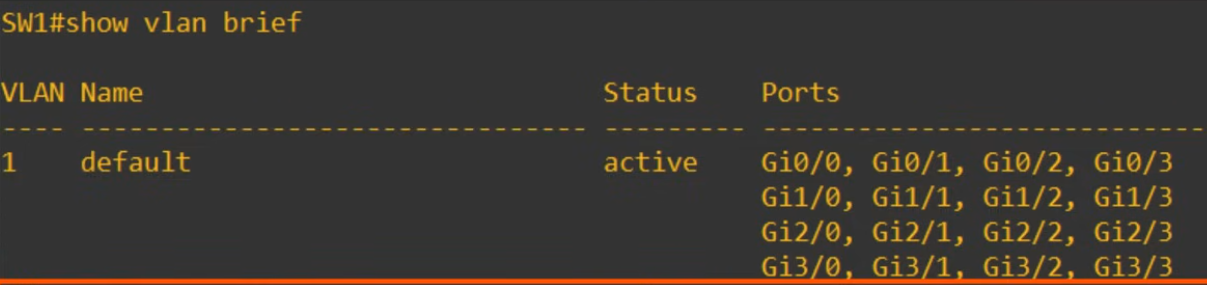 SW1#show vlan brief
VLAN Name Status Ports
---- -------------------------------- --------- ----------------------------
1 default active Gi0/0, Gi0/1, Gi0/2, Gi0/3
Gi1/0, Gi1/1, Gi1/2, Gi1/3
Gi2/0, Gi2/1, Gi2/2, Gi2/3
Gi3/0, Gi3/1, Gi3/2, Gi3/3